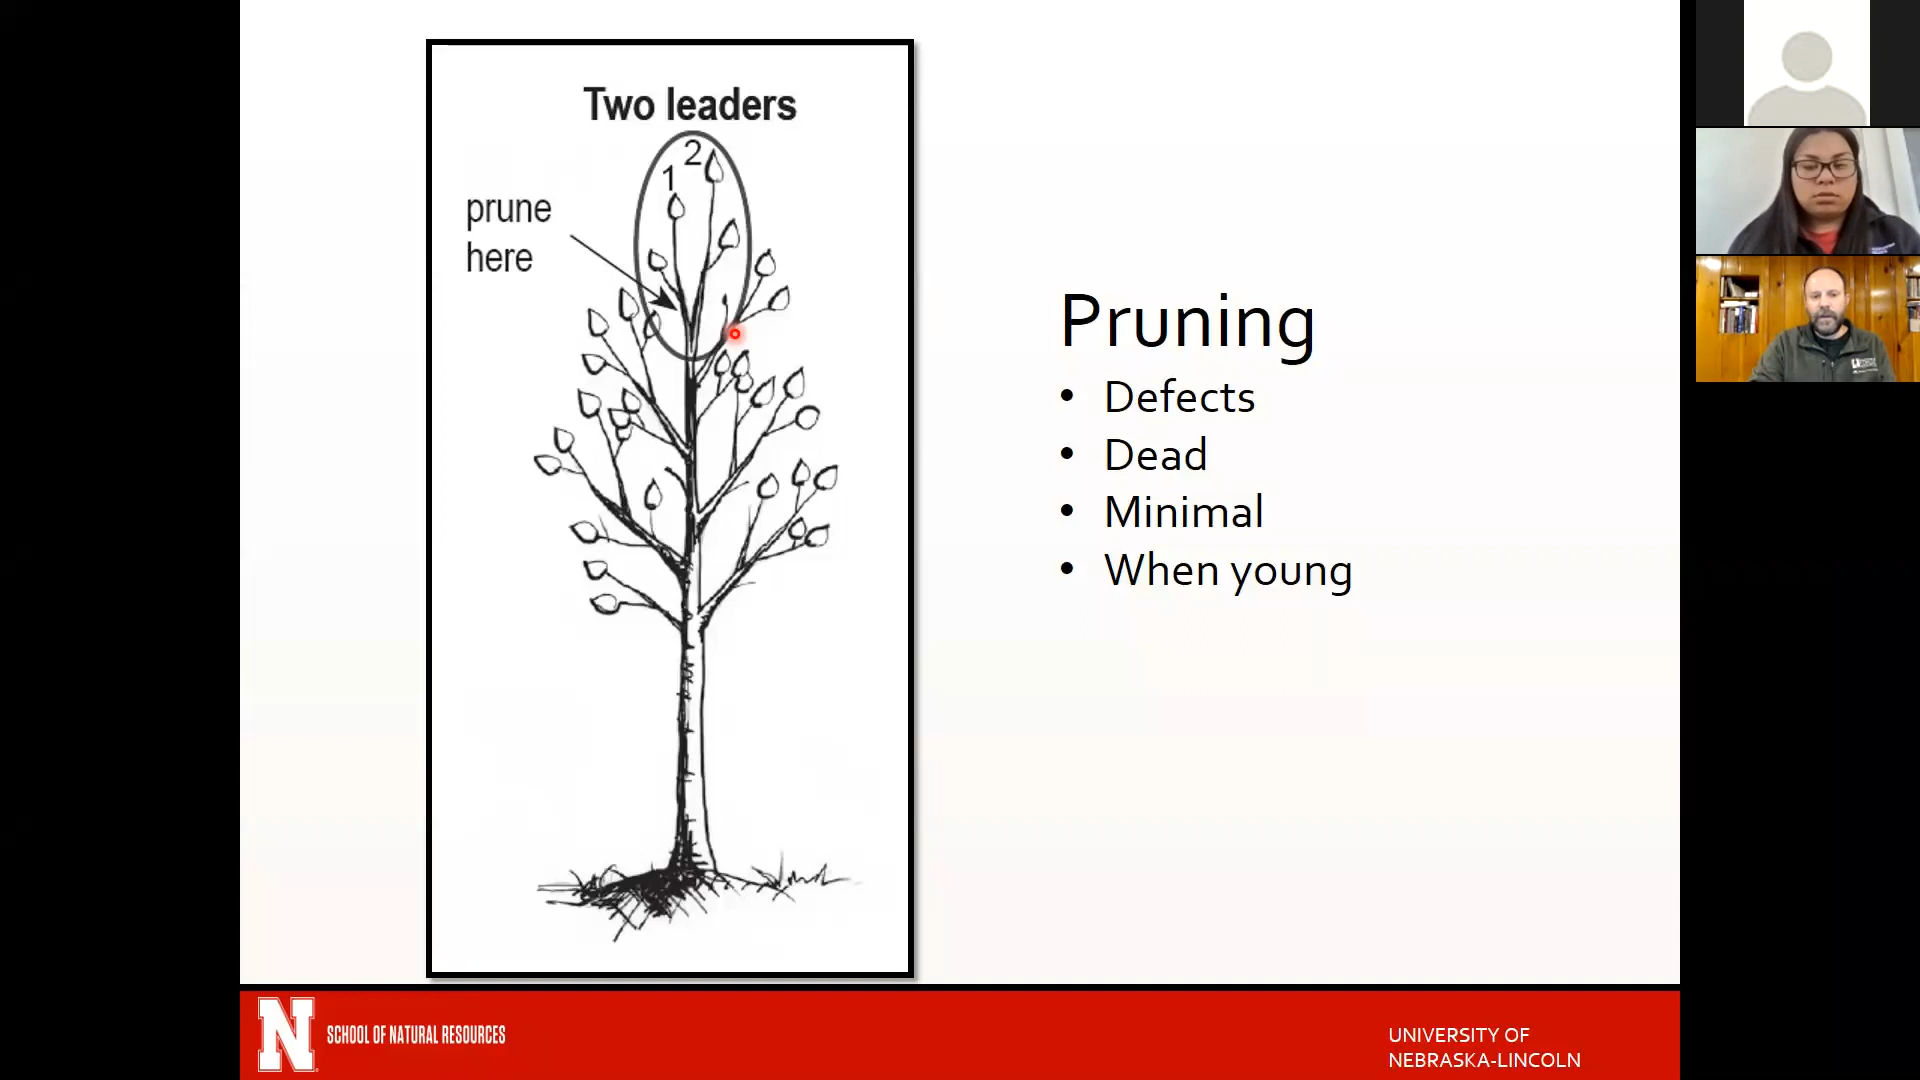 Two leaders
2
1
prune
here
Pruning
• Defects
• Dead
• Minimal
• When young
N SCHOOL OF NATURAL RESOURCES
UNIVERSITY OF
NEBRASKA-LINCOLN